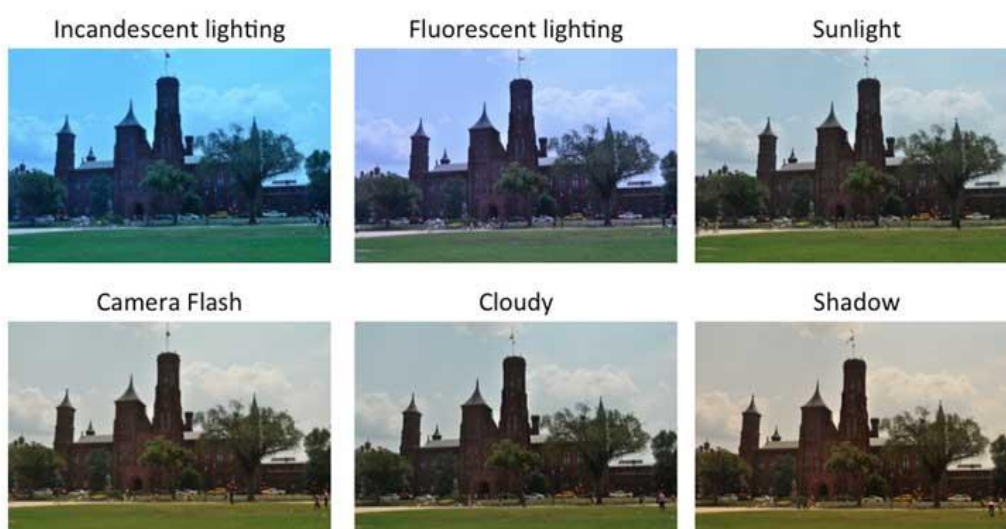 Incandescent lighting
Fluorescent lighting
Sunlight
Camera Flash
Cloudy
Shadow